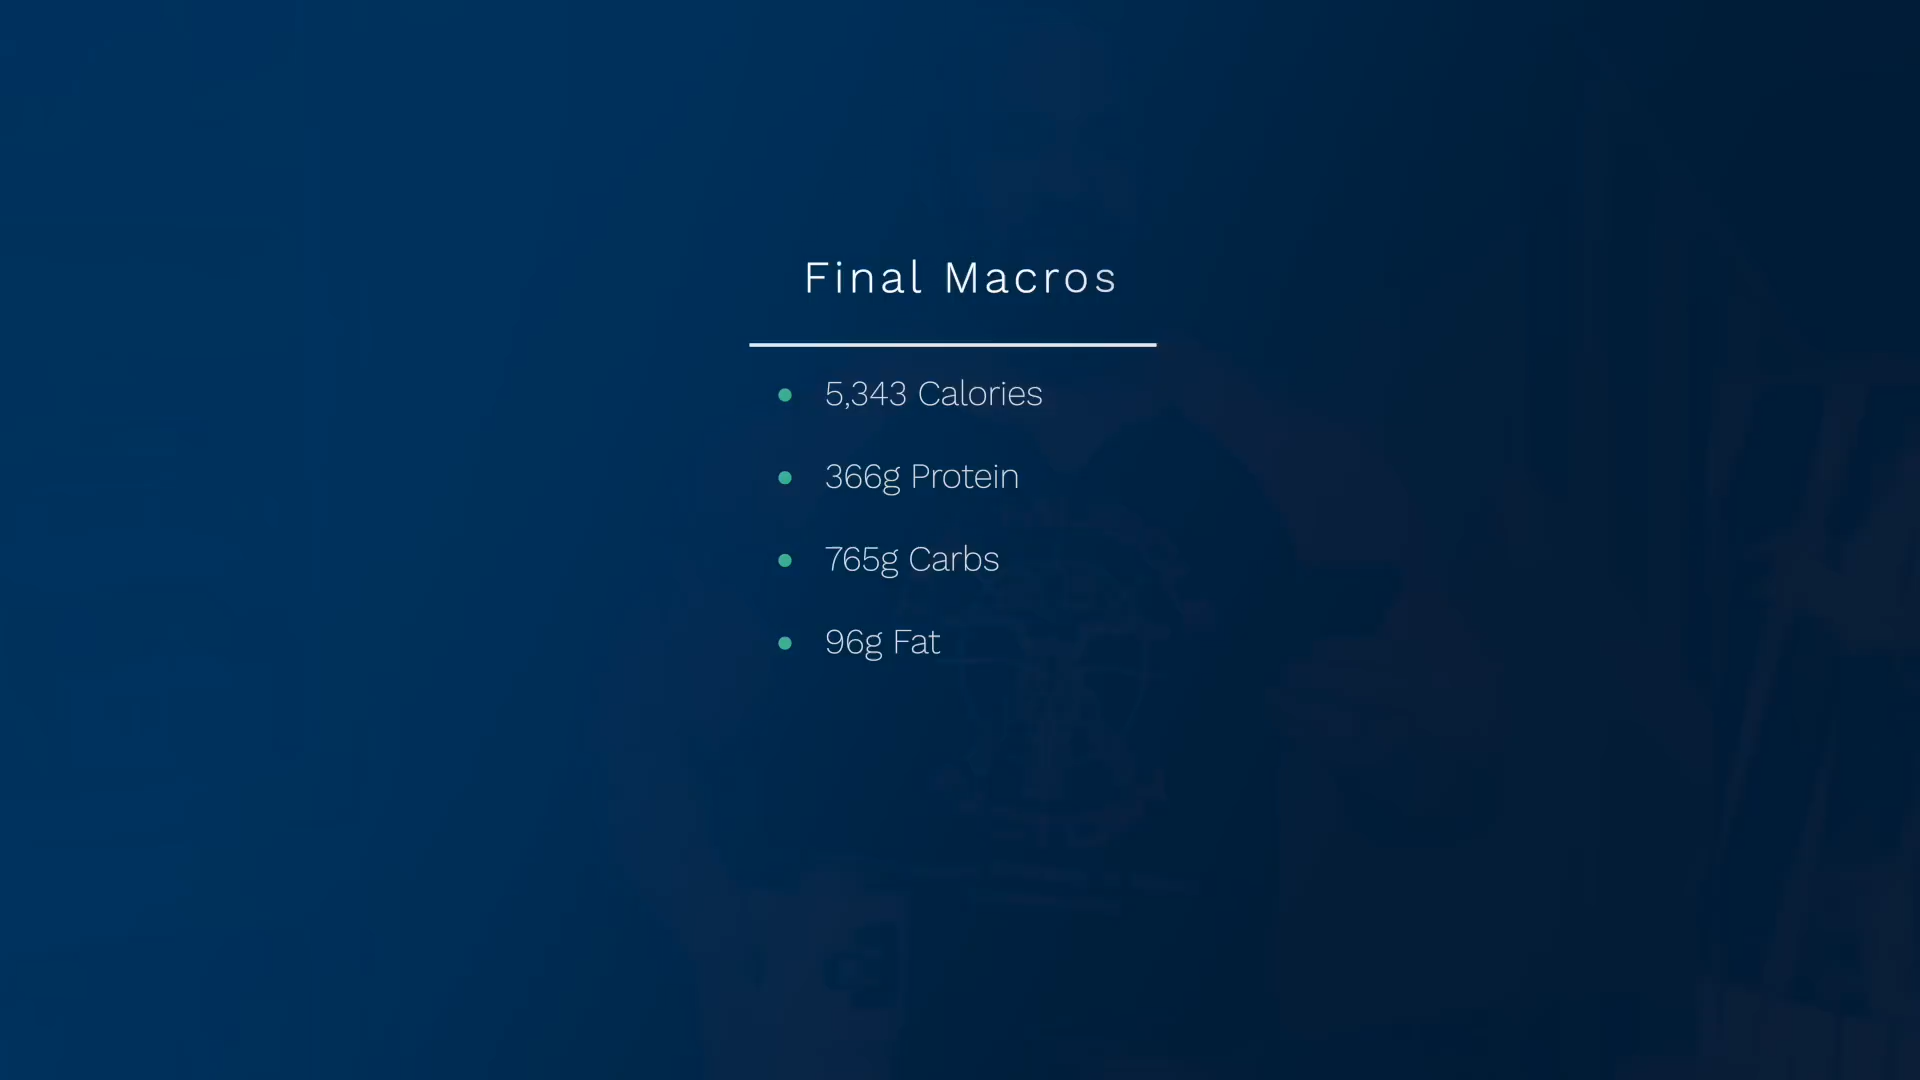 Final Macros
5,343 Calories
366g Protein
765g Carbs
96g Fat